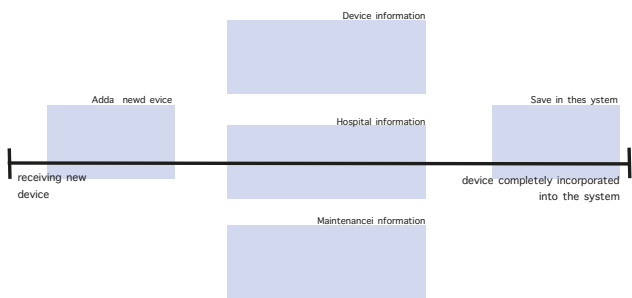 Device information
Adda newd evice
Save in thes ystem
Hospital information
receiving new
device
device completely incorporated
into the system
Maintenancei nformation